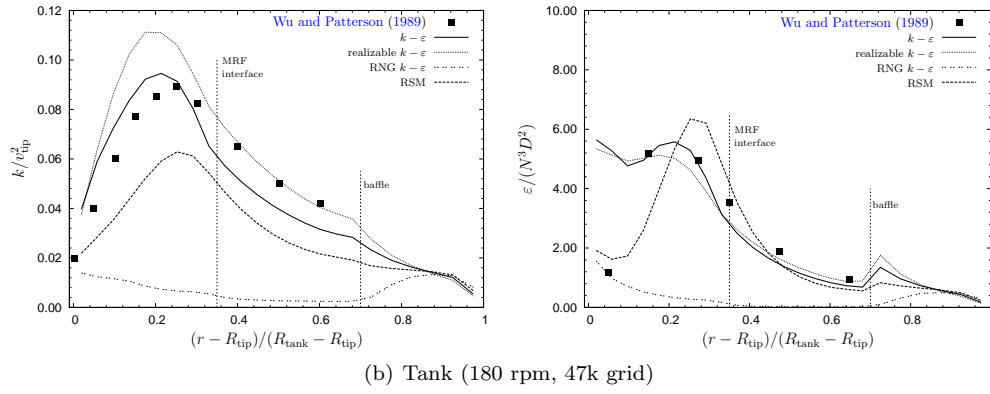 0.12
0.10
0.08
0.06
0.04
0.02
0.00
k/v²tip
0 0.2 0.4 0.6 0.8 1
(r − Rtip)/(Rtank − Rtip)
Wu and Patterson (1989)
k − ε
realizable k − ε
RNG k − ε
RSM
MRF
interface
baffle
10.00
8.00
6.00
4.00
2.00
0.00
ε/(N³D²)
0 0.2 0.4 0.6 0.8
(r − Rtip)/(Rtank − Rtip)
Wu and Patterson (1989)
k − ε
realizable k − ε
RNG k − ε
RSM
MRF
interface
baffle
(b) Tank (180 rpm, 47k grid)